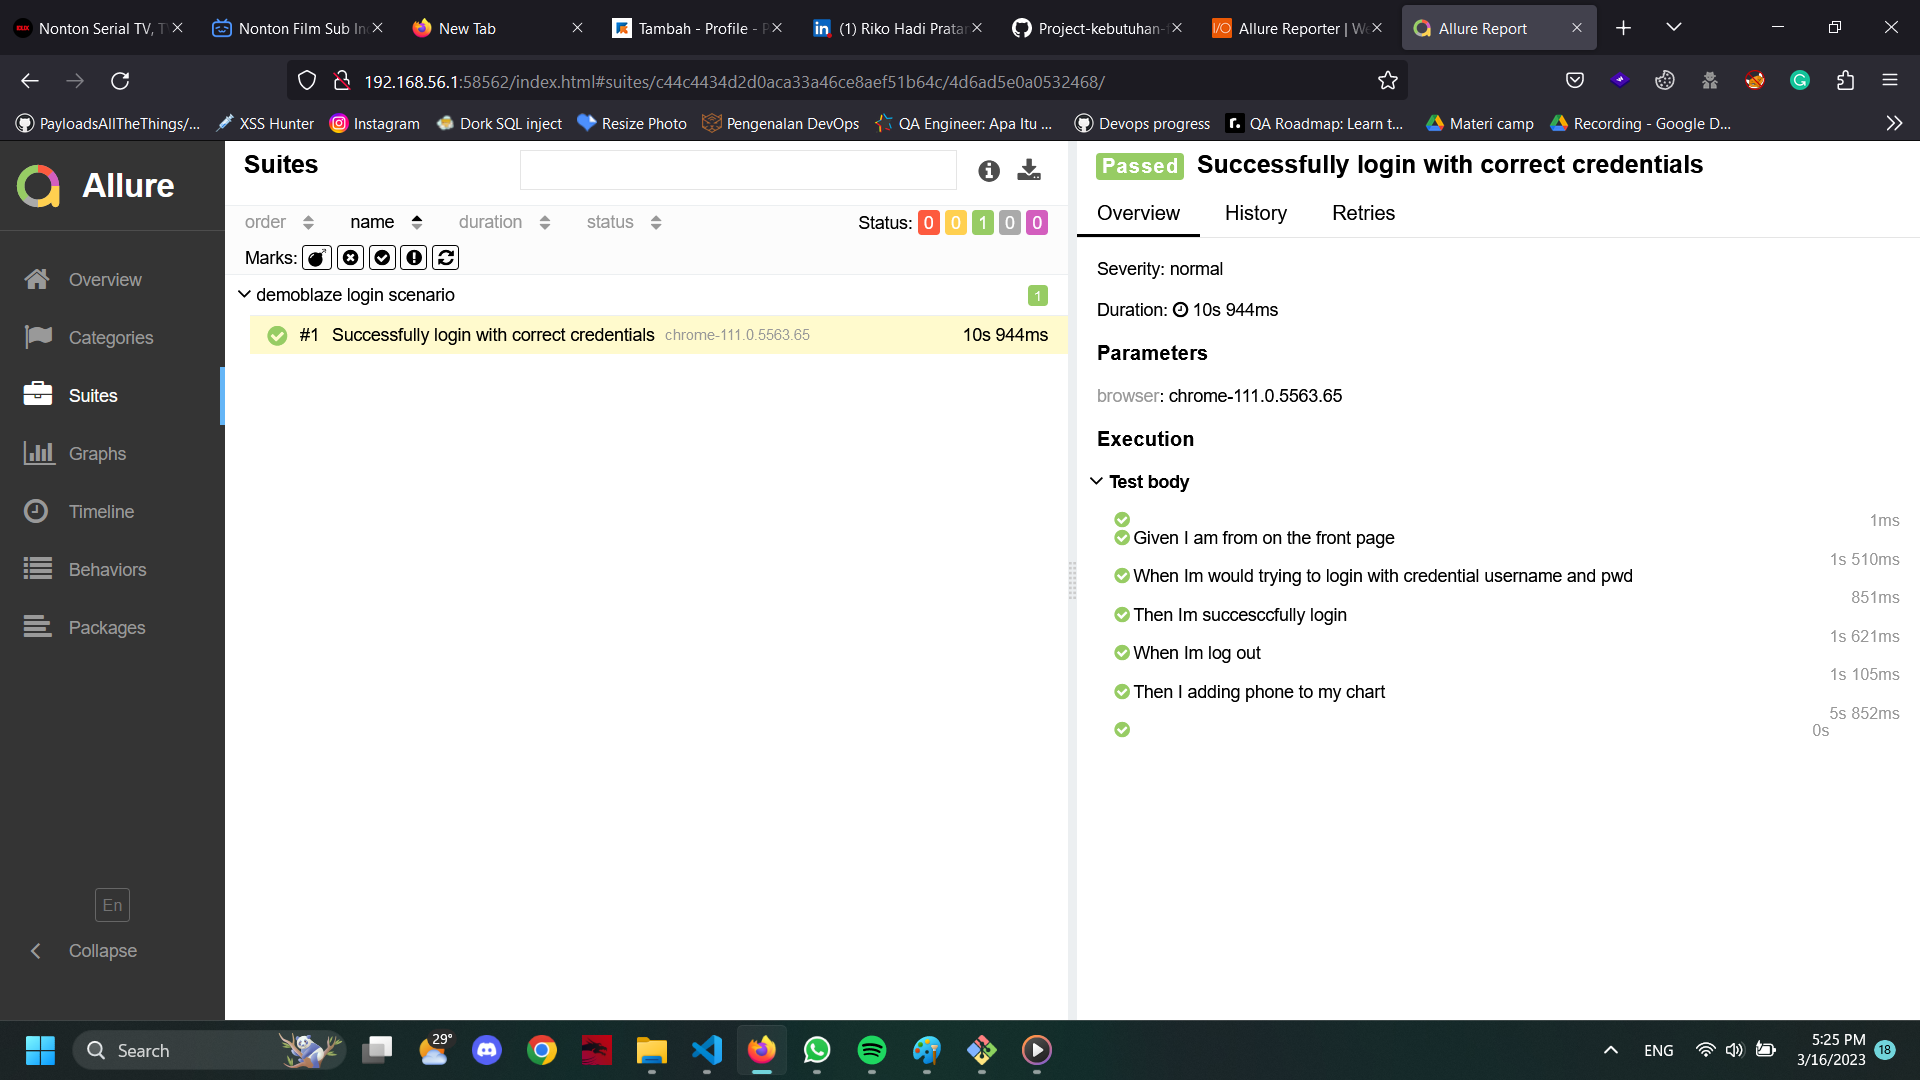 Nonton Serial TV, T
Nonton Film Sub Ind
New Tab
Tambah - Profile - P
(1) Riko Hadi Pratam
Project-kebutuhan-
Allure Reporter | We
Allure Report
192.168.56.1:58562/index.html#suites/c44c4434d2d0aca33a46ce8aef51b64c/4d6ad5e0a0532468/
PayloadsAllTheThings/...
XSS Hunter
Instagram
Dork SQL inject
Resize Photo
Pengenalan DevOps
QA Engineer: Apa Itu ...
Devops progress
QA Roadmap: Learn t...
Materi camp
Recording - Google D...
Allure
Overview
Categories
Suites
Graphs
Timeline
Behaviors
Packages
En
Collapse
Suites
order
name
duration
status
Status: 0 0 1 0 0
Marks:
demoblaze login scenario
1
#1 Successfully login with correct credentials chrome-111.0.5563.65 10s 944ms
Passed Successfully login with correct credentials
Overview
History
Retries
Severity: normal
Duration: 10s 944ms
Parameters
browser: chrome-111.0.5563.65
Execution
Test body
1ms
Given I am from on the front page
1s 510ms
When Im would trying to login with credential username and pwd
851ms
Then Im succesccfully login
1s 621ms
When Im log out
1s 105ms
Then I adding phone to my chart
5s 852ms
0s
Search
29°
ENG
5:25 PM
3/16/2023
18